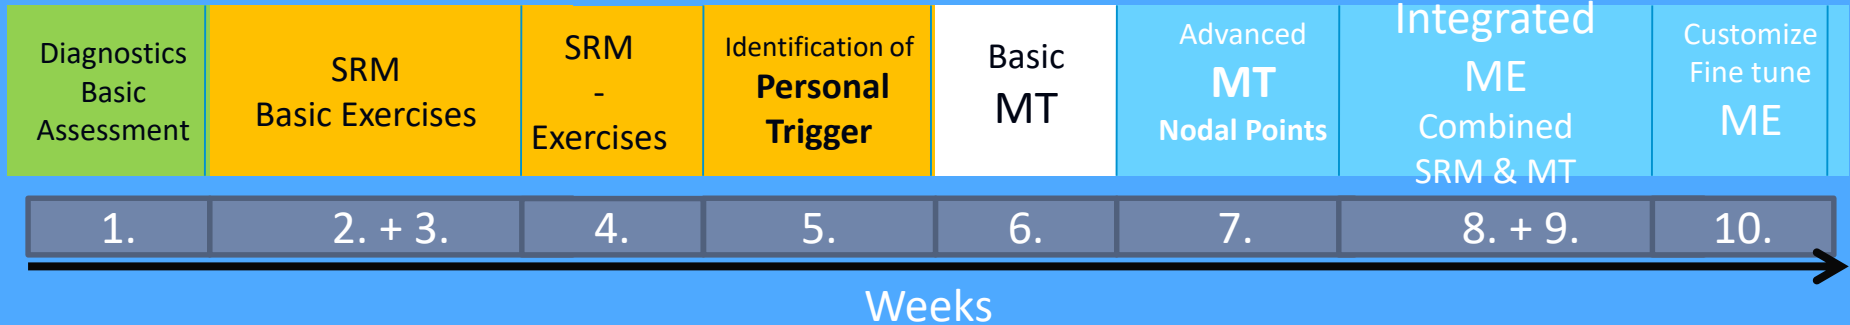 Diagnostics
Basic
Assessment
SRM
Basic Exercises
SRM
-
Exercises
Identification of
Personal
Trigger
Basic
MT
Advanced
MT
Nodal Points
Integrated
ME
Combined
SRM & MT
Customize
Fine tune
ME
1.
2. + 3.
4.
5.
6.
7.
8. + 9.
10.
Weeks